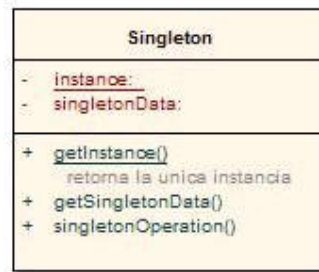 Singleton
- instance:
- singletonData:
+ getInstance()
retorna la unica instancia
+ getSingletonData()
+ singletonOperation()